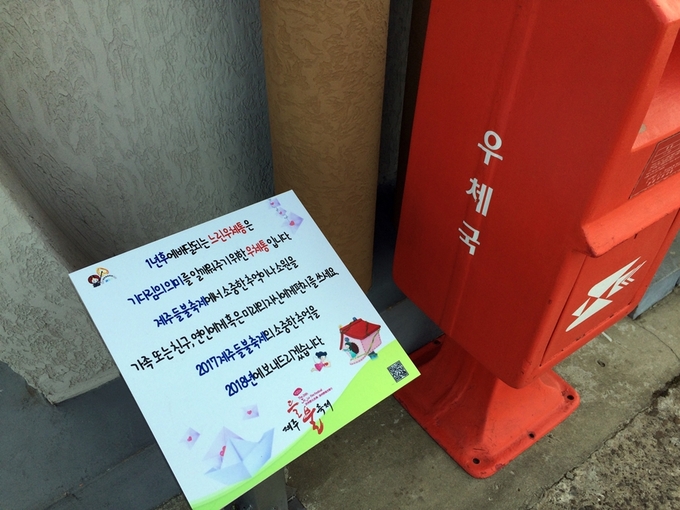 우체국
1년후에 배달되는 느린우체통은
기다림의 의미를 일깨워주기 위한 우체통입니다
제주들불축제에서 소중한 추억이나 소원을
가족 또는 친구, 연인에게 혹은 미래의 자신에게 편지를 쓰세요
2017 제주들불축제의 소중한 추억을
2018년에 보내드리겠습니다
제주 들불축제